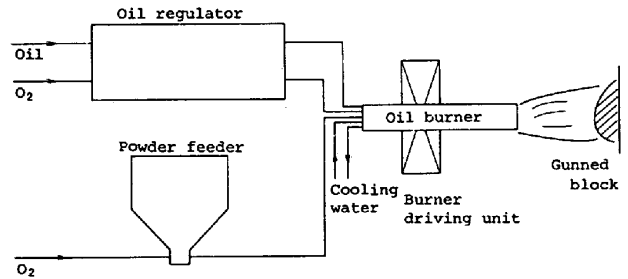 Oil regulator
Oil
O₂
Oil burner
Powder feeder
Cooling
water
Burner
driving unit
Gunned
block
O₂